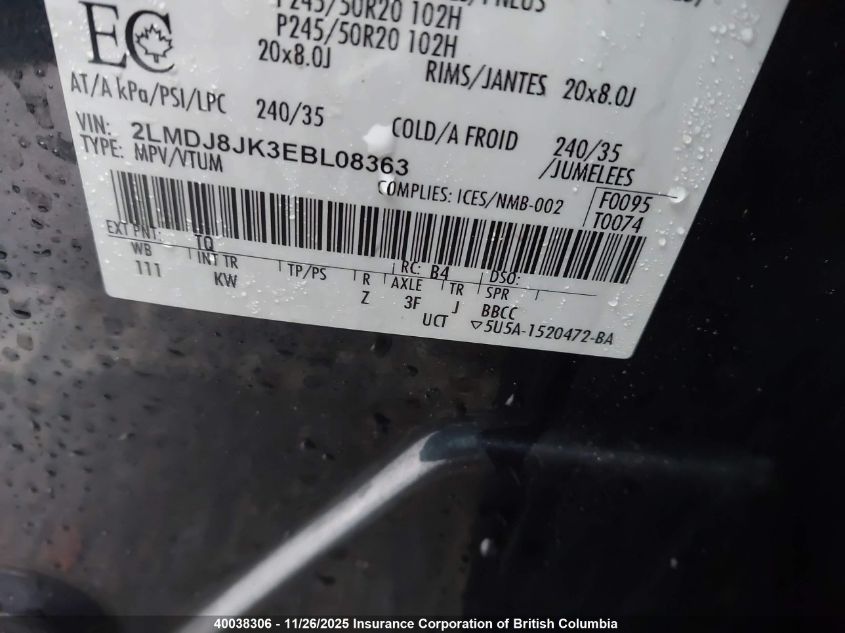 P245/50R20 102H
P245/50R20 102H
EC
20x8.0J
RIMS/JANTES 20x8.0J
AT/A kPa/PSI/LPC 240/35
COLD/A FROID 240/35
VIN: 2LMDJ8JK3EBL08363
/JUMELEES
TYPE: MPV/VTUM
COMPLIES: ICES/NMB-002
F0095
T0074
EXT PNT: TQ
RC: B4 DSO:
WB INT TR TP/PS R AXLE TR SPR
111 KW Z 3F J BBCC
UCT ▽5U5A-1520472-BA
40038306 - 11/26/2025 Insurance Corporation of British Columbia